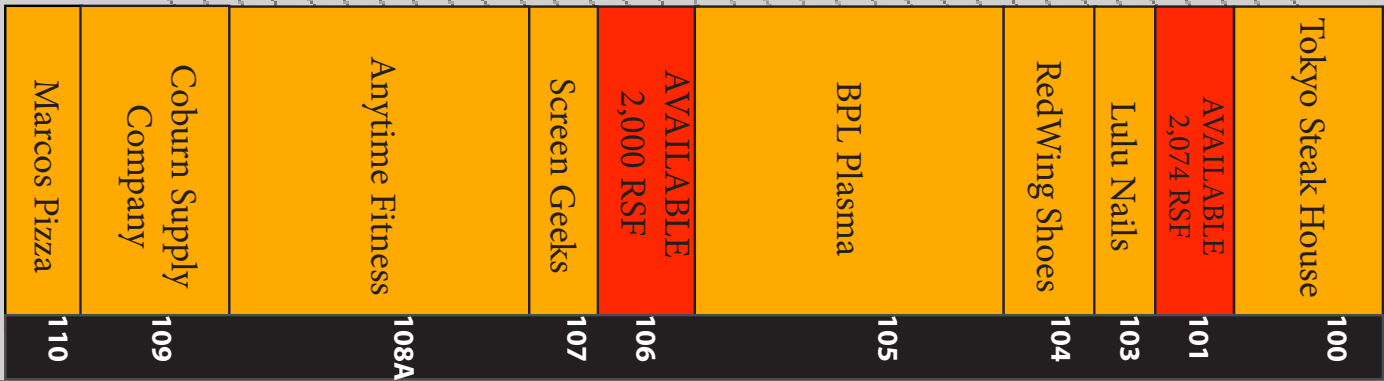 Marcos Pizza
Coburn Supply
Company
Anytime Fitness
Screen Geeks
AVAILABLE
2,000 RSF
BPL Plasma
RedWing Shoes
Lulu Nails
AVAILABLE
2,074 RSF
Tokyo Steak House
110
109
108A
107
106
105
104
103
101
100